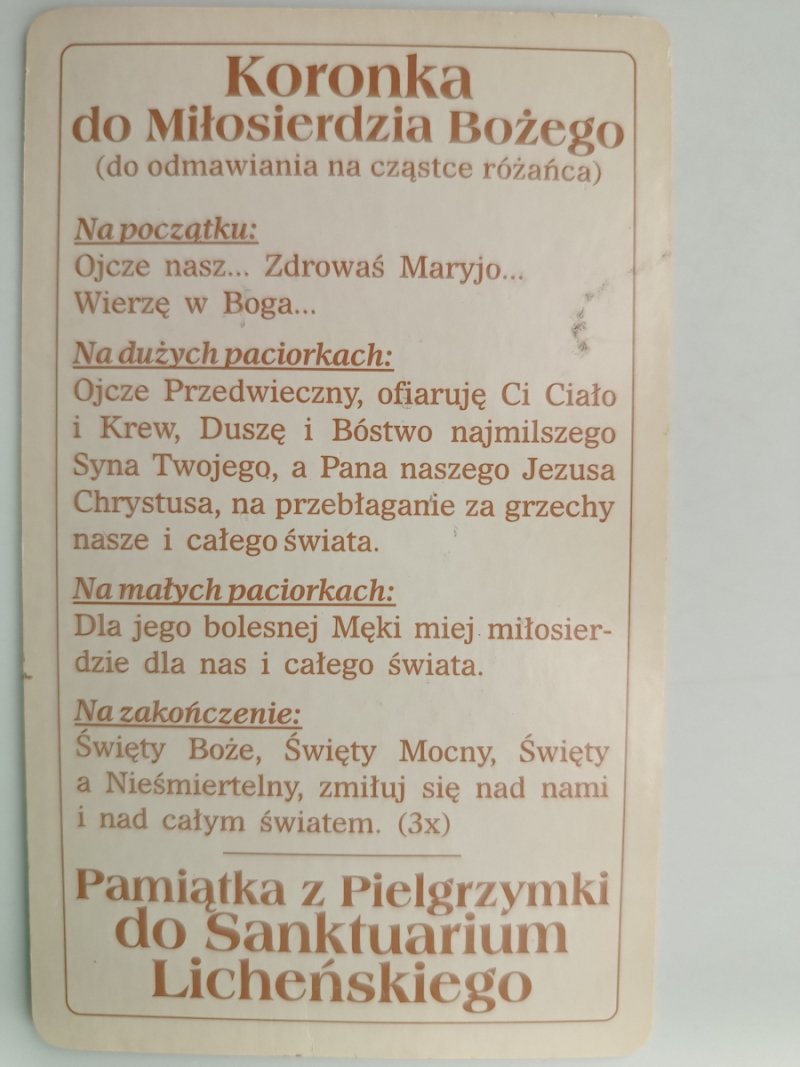 Koronka
do Miłosierdzia Bożego
(do odmawiania na cząstce różańca)
Na początku:
Ojcze nasz... Zdrowaś Maryjo...
Wierzę w Boga...
Na dużych paciorkach:
Ojcze Przedwieczny, ofiaruję Ci Ciało
i Krew, Duszę i Bóstwo najmilszego
Syna Twojego, a Pana naszego Jezusa
Chrystusa, na przebłaganie za grzechy
nasze i całego świata.
Na małych paciorkach:
Dla jego bolesnej Męki miej miłosier-
dzie dla nas i całego świata.
Na zakończenie:
Święty Boże, Święty Mocny, Święty
a Nieśmiertelny, zmiłuj się nad nami
i nad całym światem. (3x)
Pamiątka z Pielgrzymki
do Sanktuarium
Licheńskiego